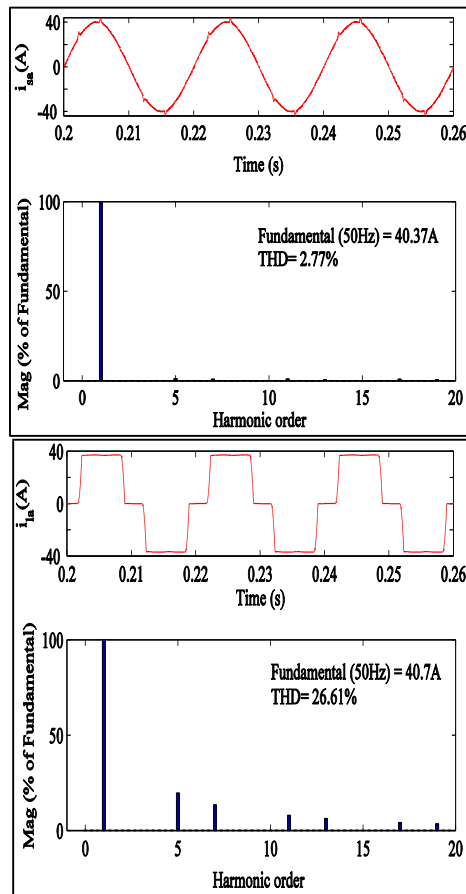 i_sa(A)
40
0
-40
0.2 0.21 0.22 0.23 0.24 0.25 0.26
Time (s)
Mag (% of Fundamental)
100
50
0
Fundamental (50Hz) = 40.37A
THD= 2.77%
0 5 10 15 20
Harmonic order
i_la(A)
40
0
-40
0.2 0.21 0.22 0.23 0.24 0.25 0.26
Time (s)
Mag (% of Fundamental)
100
50
0
Fundamental (50Hz) = 40.7A
THD= 26.61%
0 5 10 15 20
Harmonic order